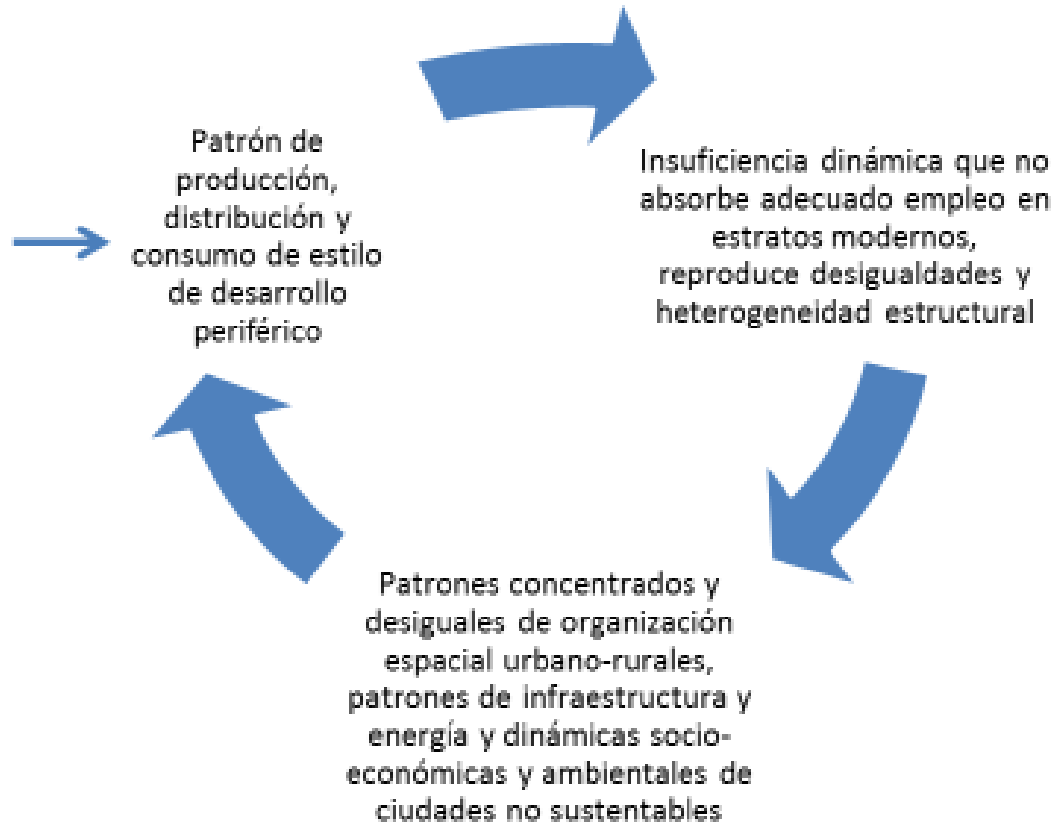 Patrón de
producción,
distribución y
consumo de estilo
de desarrollo
periférico
Insuficiencia dinámica que no
absorbe adecuado empleo en
estratos modernos,
reproduce desigualdades y
heterogeneidad estructural
Patrones concentrados y
desiguales de organización
espacial urbano-rurales,
patrones de infraestructura y
energía y dinámicas socio-
económicas y ambientales de
ciudades no sustentables